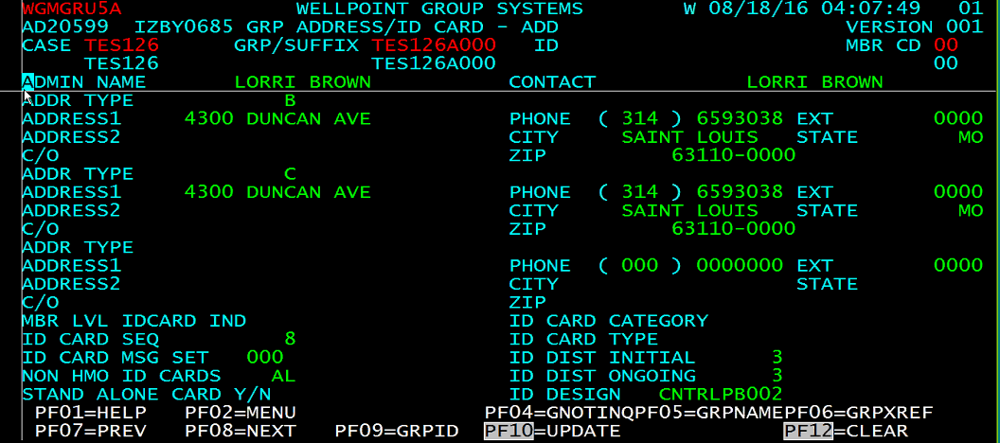 WGMGRU5A WELLPOINT GROUP SYSTEMS W 08/18/16 04:07:49 01
AD20599 IZBY0685 GRP ADDRESS/ID CARD - ADD VERSION 001
CASE TES126 GRP/SUFFIX TES126A000 ID MBR CD 00
TES126 TES126A000 00
ADMIN NAME LORRI BROWN CONTACT LORRI BROWN
ADDR TYPE B
ADDRESS1 4300 DUNCAN AVE PHONE ( 314 ) 6593038 EXT 0000
ADDRESS2 CITY SAINT LOUIS STATE MO
C/O ZIP 63110-0000
ADDR TYPE C
ADDRESS1 4300 DUNCAN AVE PHONE ( 314 ) 6593038 EXT 0000
ADDRESS2 CITY SAINT LOUIS STATE MO
C/O ZIP 63110-0000
ADDR TYPE
ADDRESS1 PHONE ( 000 ) 0000000 EXT 0000
ADDRESS2 CITY STATE
C/O ZIP
MBR LVL IDCARD IND ID CARD CATEGORY
ID CARD SEQ 8 ID CARD TYPE
ID CARD MSG SET 000 ID DIST INITIAL 3
NON HMO ID CARDS AL ID DIST ONGOING 3
STAND ALONE CARD Y/N ID DESIGN CNTRLPB002
PF01=HELP PF02=MENU PF04=GNOTINQPF05=GRPNAMEPF06=GRPXREF
PF07=PREV PF08=NEXT PF09=GRPID PF10=UPDATE PF12=CLEAR